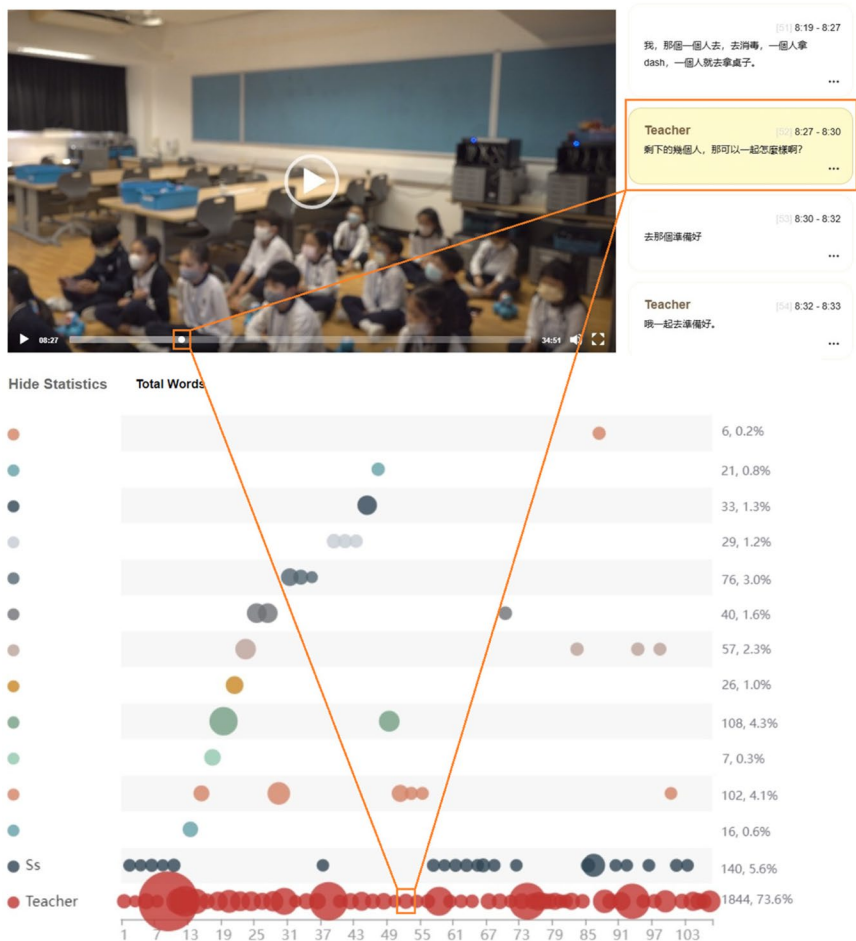 [51] 8:19 - 8:27
我，那個一個人去，去消毒，一個人拿
dash，一個人就去拿桌子。
...
Teacher
[52] 8:27 - 8:30
剩下的幾個人，那可以一起怎麼樣啊?
...
[53] 8:30 - 8:32
去那個準備好
...
Teacher
[54] 8:32 - 8:33
哦一起去準備好。
...
08:27
34:51
Hide Statistics
Total Words
6, 0.2%
21, 0.8%
33, 1.3%
29, 1.2%
76, 3.0%
40, 1.6%
57, 2.3%
26, 1.0%
108, 4.3%
7, 0.3%
102, 4.1%
16, 0.6%
Ss
140, 5.6%
Teacher
1844, 73.6%
1 7 13 19 25 31 37 43 49 55 61 67 73 79 85 91 97 103